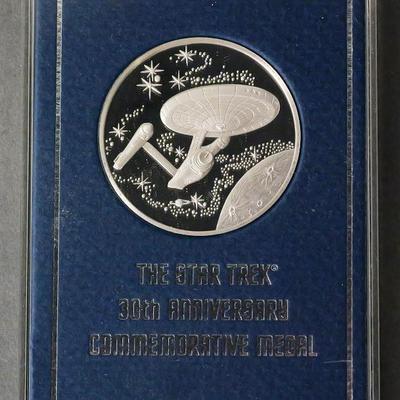 THE STAR TREK®
30th ANNIVERSARY
COMMEMORATIVE MEDAL